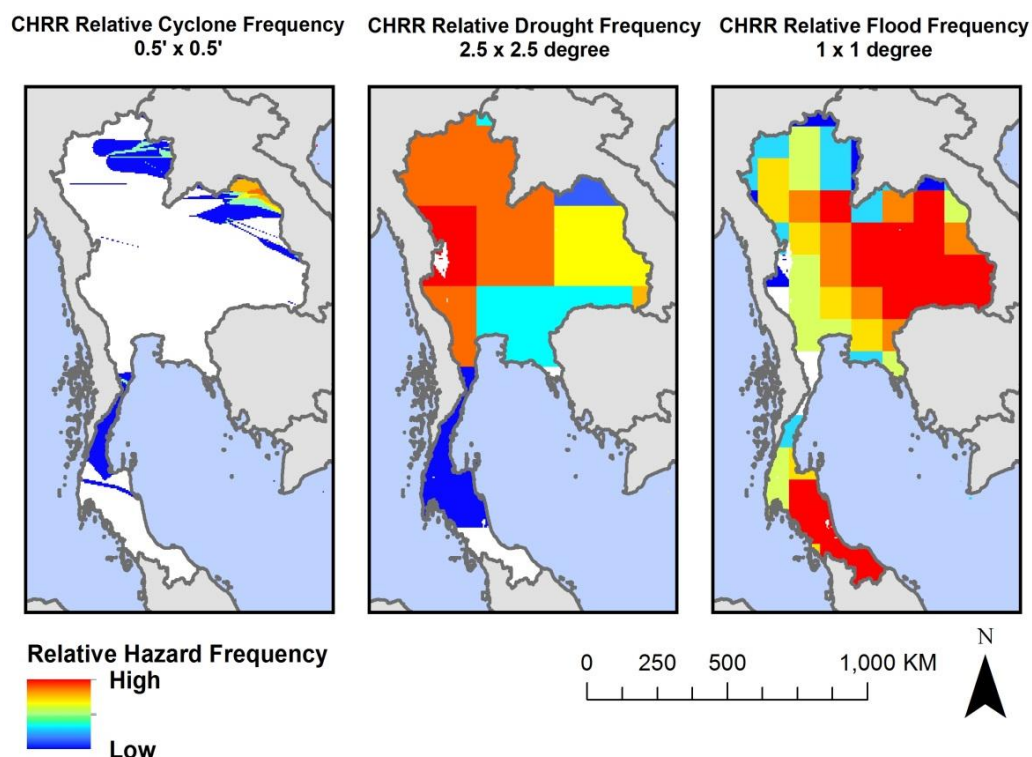 CHRR Relative Cyclone Frequency
0.5' x 0.5'
CHRR Relative Drought Frequency
2.5 x 2.5 degree
CHRR Relative Flood Frequency
1 x 1 degree
Relative Hazard Frequency
High
Low
0 250 500 1,000 KM
N